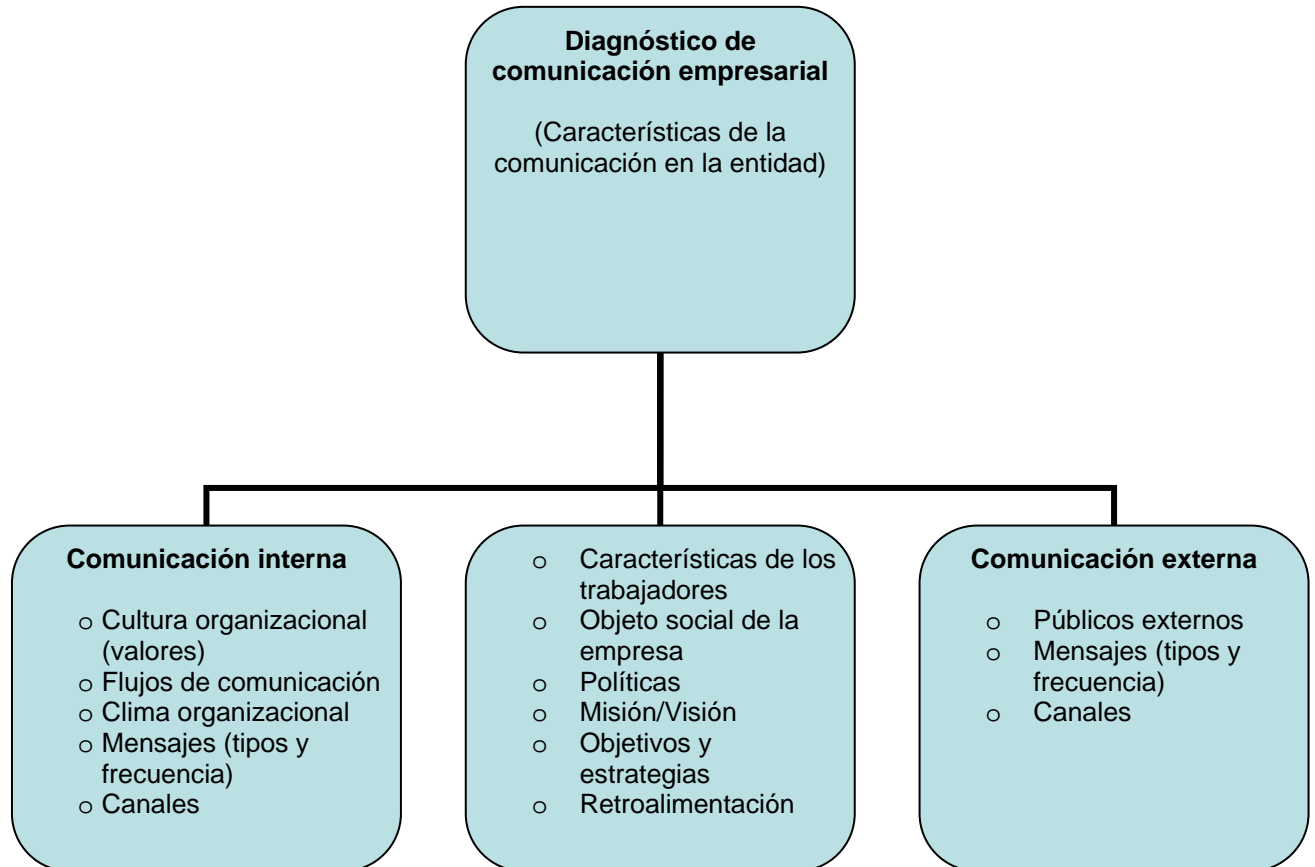 Diagnóstico de
comunicación empresarial
(Características de la
comunicación en la entidad)
Comunicación interna
o Cultura organizacional
(valores)
o Flujos de comunicación
o Clima organizacional
o Mensajes (tipos y
frecuencia)
o Canales
o Características de los
trabajadores
o Objeto social de la
empresa
o Políticas
o Misión/Visión
o Objetivos y
estrategias
o Retroalimentación
Comunicación externa
o Públicos externos
o Mensajes (tipos y
frecuencia)
o Canales